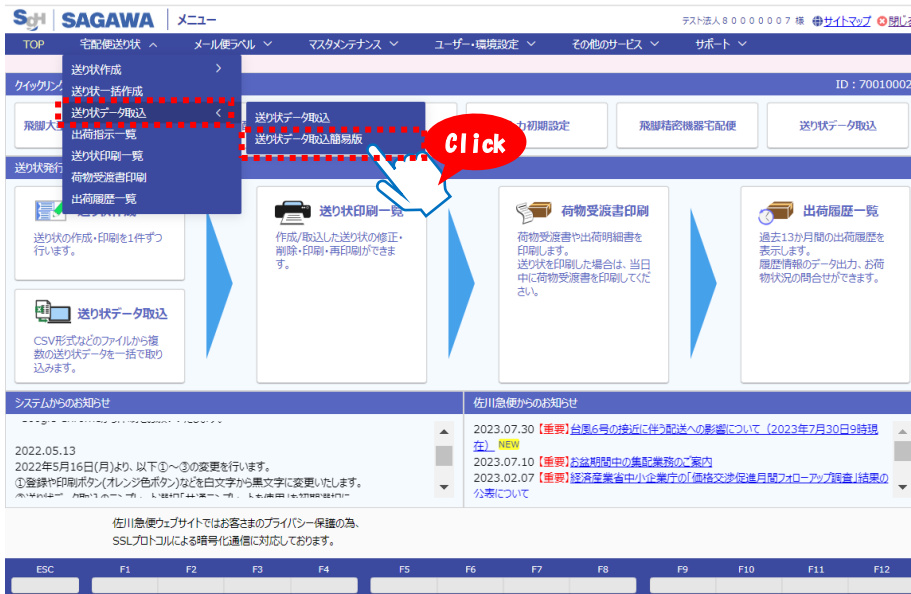 SGH SAGAWA メニュー
テスト法人80000007 様 サイトマップ 閉じる
TOP 宅配便送り状 メール便ラベル マスタメンテナンス ユーザー・環境設定 その他のサービス サポート
クイックリンク
ID : 70010002
送り状作成
送り状一括作成
送り状データ取込
出荷指示一覧
送り状印刷一覧
荷物受渡書印刷
出荷履歴一覧
送り状データ取込
送り状データ取込簡易版
Click
飛脚大
力初期設定
飛脚精密機器宅配便
送り状データ取込
送り状発行
送り状の作成・印刷を1件ずつ
行います。
送り状データ取込
CSV形式などのファイルから複
数の送り状データを一括で取り
込みます。
送り状印刷一覧
作成/取込した送り状の修正・
削除・印刷・再印刷ができま
す。
荷物受渡書印刷
荷物受渡書や出荷明細書を
印刷します。
送り状を印刷した場合は、当日
中に荷物受渡書を印刷してくだ
さい。
出荷履歴一覧
過去13か月間の出荷履歴を
表示します。
履歴情報のデータ出力、お荷
物状況の問合せができます。
システムからのお知らせ
2022.05.13
2022年5月16日(月)より、以下①～③の変更を行います。
①登録や印刷ボタン(オレンジ色ボタン)などを白文字から黒文字に変更いたします。
佐川急便からのお知らせ
2023.07.30【重要】台風6号の接近に伴う配送への影響について（2023年7月30日9時現
在） NEW
2023.07.10【重要】お盆期間中の集配業務のご案内
2023.02.07【重要】経済産業省中小企業庁の「価格交渉促進月間フォローアップ調査」結果の
公表について
佐川急便ウェブサイトではお客さまのプライバシー保護の為、
SSLプロトコルによる暗号化通信に対応しております。
ESC F1 F2 F3 F4 F5 F6 F7 F8 F9 F10 F11 F12